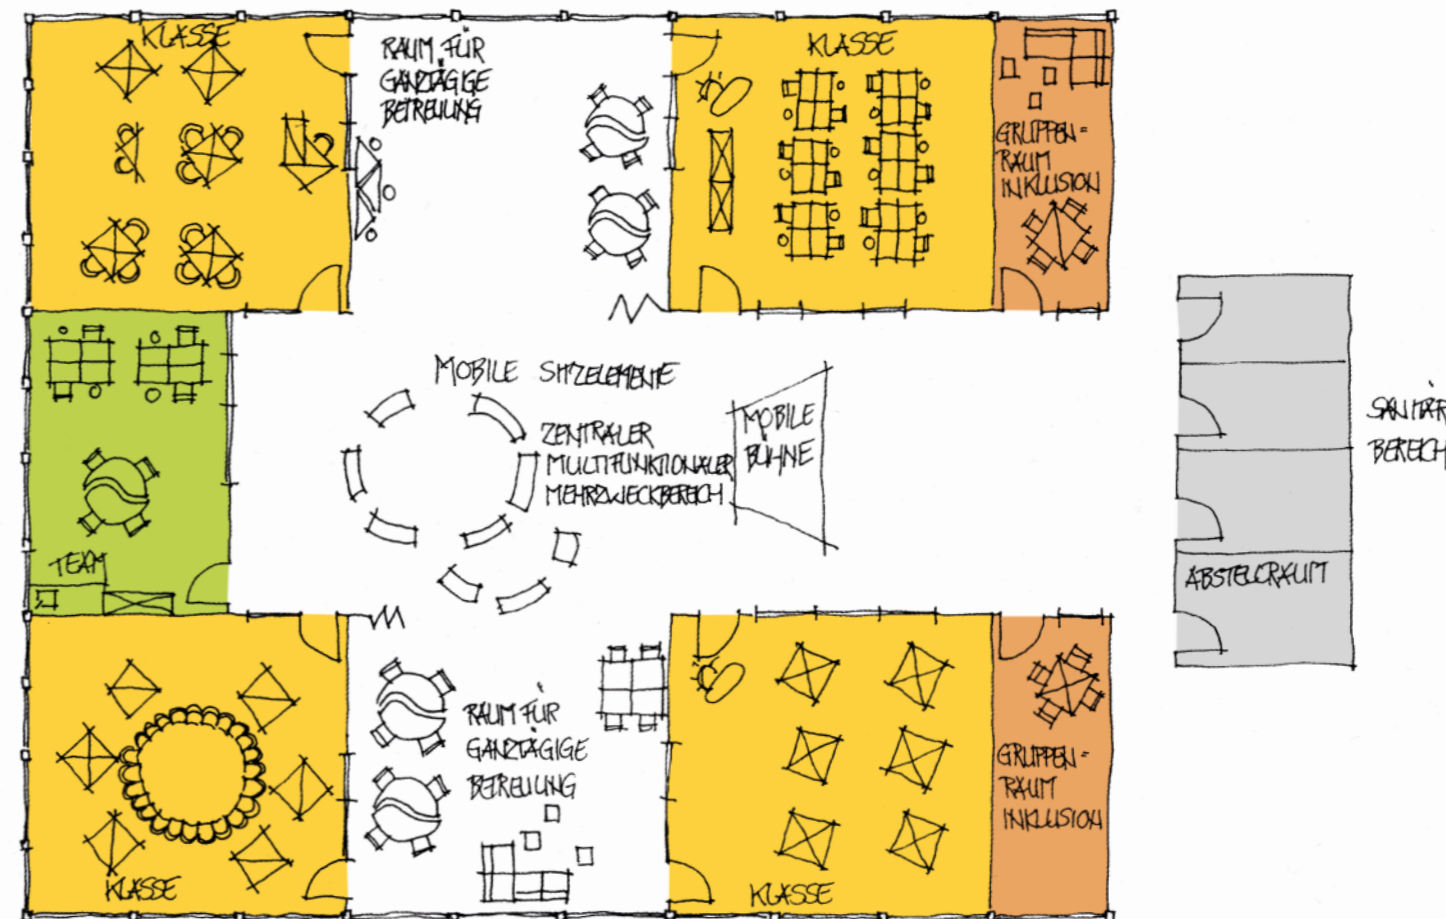 KLASSE
RAUM FÜR
GANZTÄGIGE
BETREUUNG
KLASSE
GRUPPEN=
RAUM
INKLUSION
MOBILE SITZELEMENTE
ZENTRALER
MULTIFUNKTIONALER
MEHRZWECKBEREICH
MOBILE
BÜHNE
SANITÄR
BEREICH
TEAM
ABSTELLRAUM
RAUM FÜR
GANZTÄGIGE
BETREUUNG
GRUPPEN=
RAUM
INKLUSION
KLASSE
KLASSE